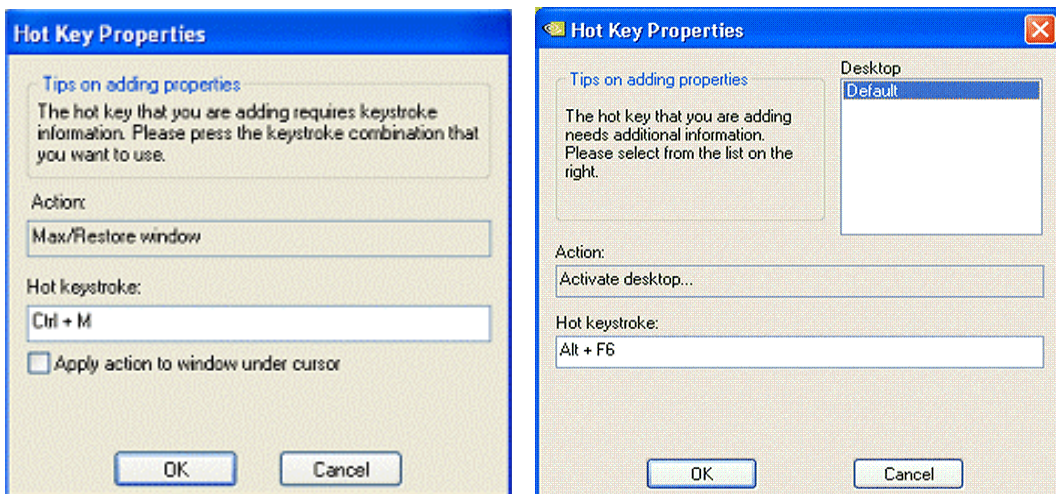 Hot Key Properties
Tips on adding properties
The hot key that you are adding requires keystroke
information. Please press the keystroke combination that
you want to use.
Action:
Max/Restore window
Hot keystroke:
Ctrl + M
Apply action to window under cursor
OK
Cancel
Hot Key Properties
Tips on adding properties
The hot key that you are adding
needs additional information.
Please select from the list on the
right.
Desktop
Default
Action:
Activate desktop...
Hot keystroke:
Alt + F6
OK
Cancel